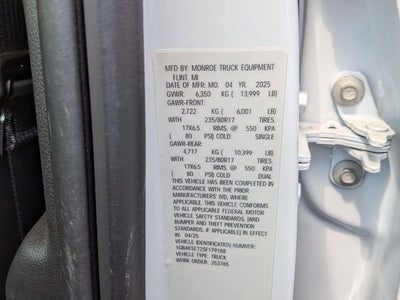 MFD BY: MONROE TRUCK EQUIPMENT
FLINT, MI
DATE OF MFR: MO. 04 YR. 2025
GVWR: 6,350 KG ( 13,999 LB)
GAWR-FRONT:
2,722 KG ( 6,001 LB)
WITH 235/80R17 TIRES,
17X6.5 RIMS, @ 550 KPA
( 80 PSI) COLD SINGLE
GAWR-REAR:
4,717 KG ( 10,399 LB)
WITH 235/80R17 TIRES,
17X6.5 RIMS, @ 550 KPA
( 80 PSI) COLD DUAL
THIS VEHICLE HAS BEEN COMPLETED IN
ACCORDANCE WITH THE PRIOR
MANUFACTURERS' IVD. WHERE APPLICABLE.
THIS VEHICLE CONFORMS
TO ALL APPLICABLE FEDERAL MOTOR
VEHICLE SAFETY STANDARDS, [AND
BUMPER AND THEFT PREVENTION
STANDARDS, IF APPLICABLE] IN EFFECT
IN 04/25
VEHICLE IDENTIFICATION NUMBER:
1GB4KSE72SF179188
VEHICLE TYPE: TRUCK
WORK ORDER: 253765